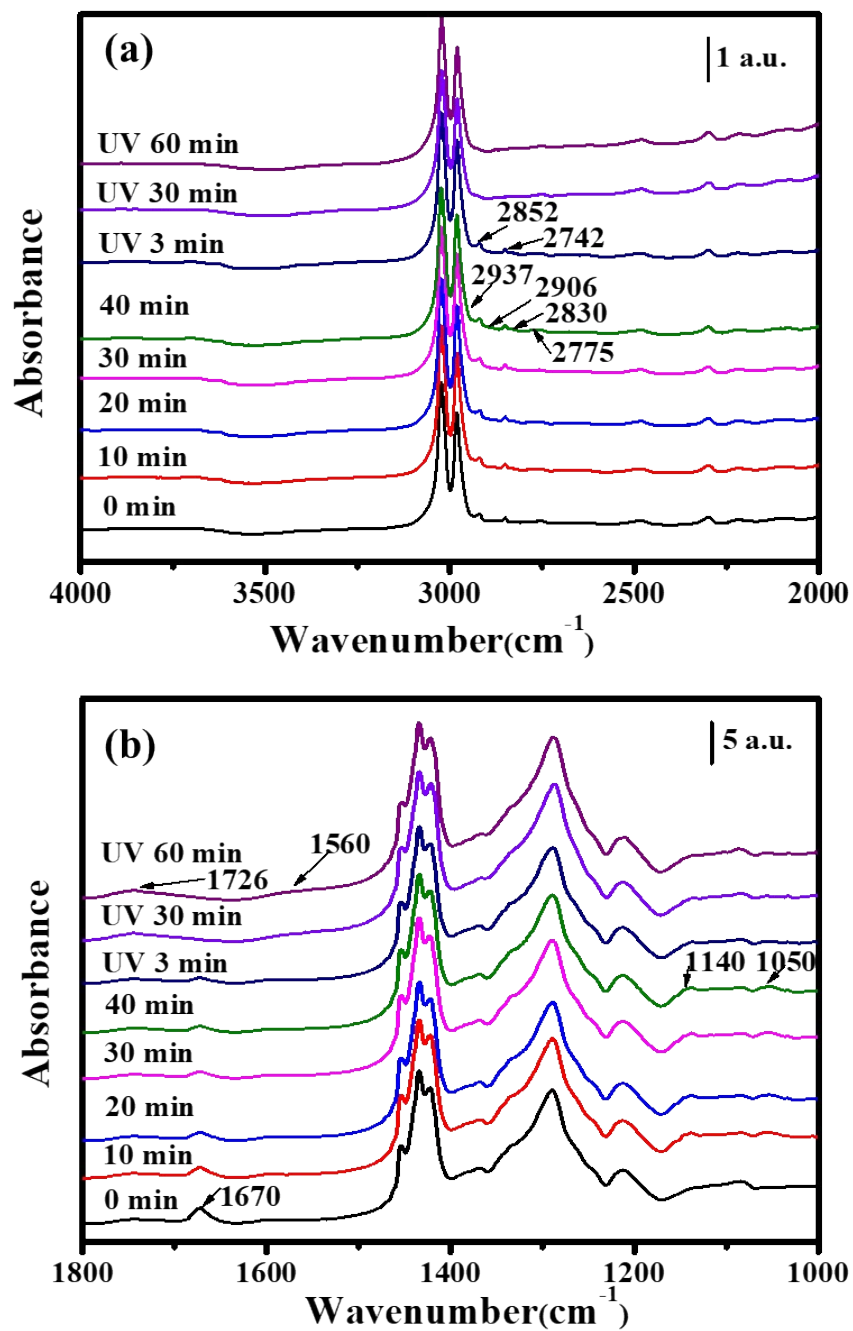 (a)
1 a.u.
UV 60 min
UV 30 min
2852
UV 3 min
2742
2937
2906
40 min
2830
2775
30 min
20 min
10 min
0 min
Absorbance
4000 3500 3000 2500 2000
Wavenumber(cm-1)
(b)
5 a.u.
UV 60 min
1560
1726
UV 30 min
UV 3 min
1140 1050
40 min
30 min
20 min
10 min
1670
0 min
Absorbance
1800 1600 1400 1200 1000
Wavenumber(cm-1)